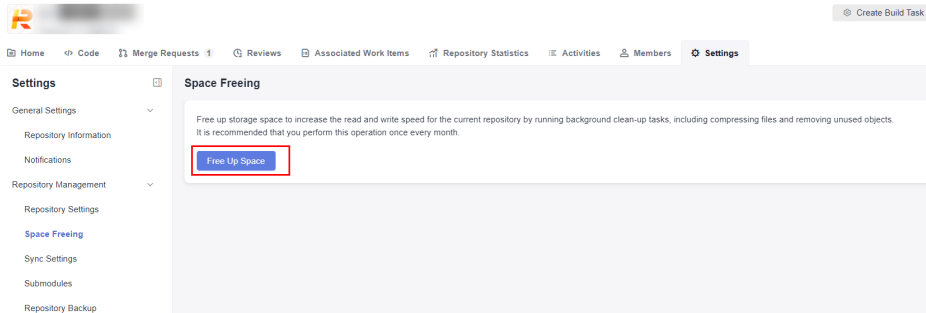 Create Build Task
Home Code Merge Requests 1 Reviews Associated Work Items Repository Statistics Activities Members Settings
Settings
General Settings
Repository Information
Notifications
Repository Management
Repository Settings
Space Freeing
Sync Settings
Submodules
Repository Backup
Space Freeing
Free up storage space to increase the read and write speed for the current repository by running background clean-up tasks, including compressing files and removing unused objects.
It is recommended that you perform this operation once every month.
Free Up Space